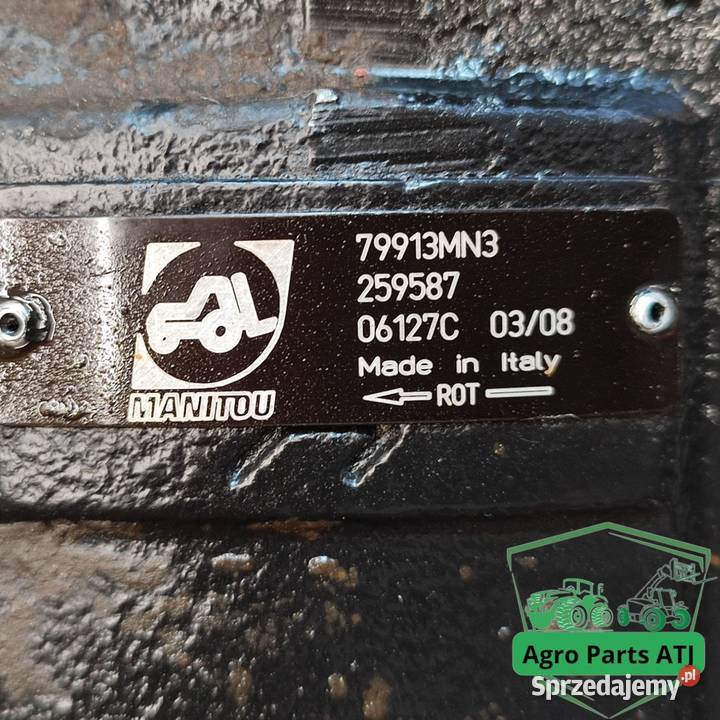 79913MN3
259587
06127C 03/08
Made in Italy
ROT
MANITOU
Agro Parts ATI
Sprzedajemy.pl